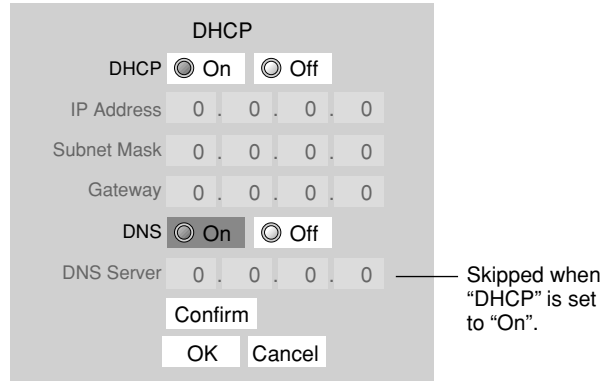 DHCP
DHCP On Off
IP Address 0 . 0 . 0 . 0
Subnet Mask 0 . 0 . 0 . 0
Gateway 0 . 0 . 0 . 0
DNS On Off
DNS Server 0 . 0 . 0 . 0
Skipped when
“DHCP” is set
to “On”.
Confirm
OK Cancel